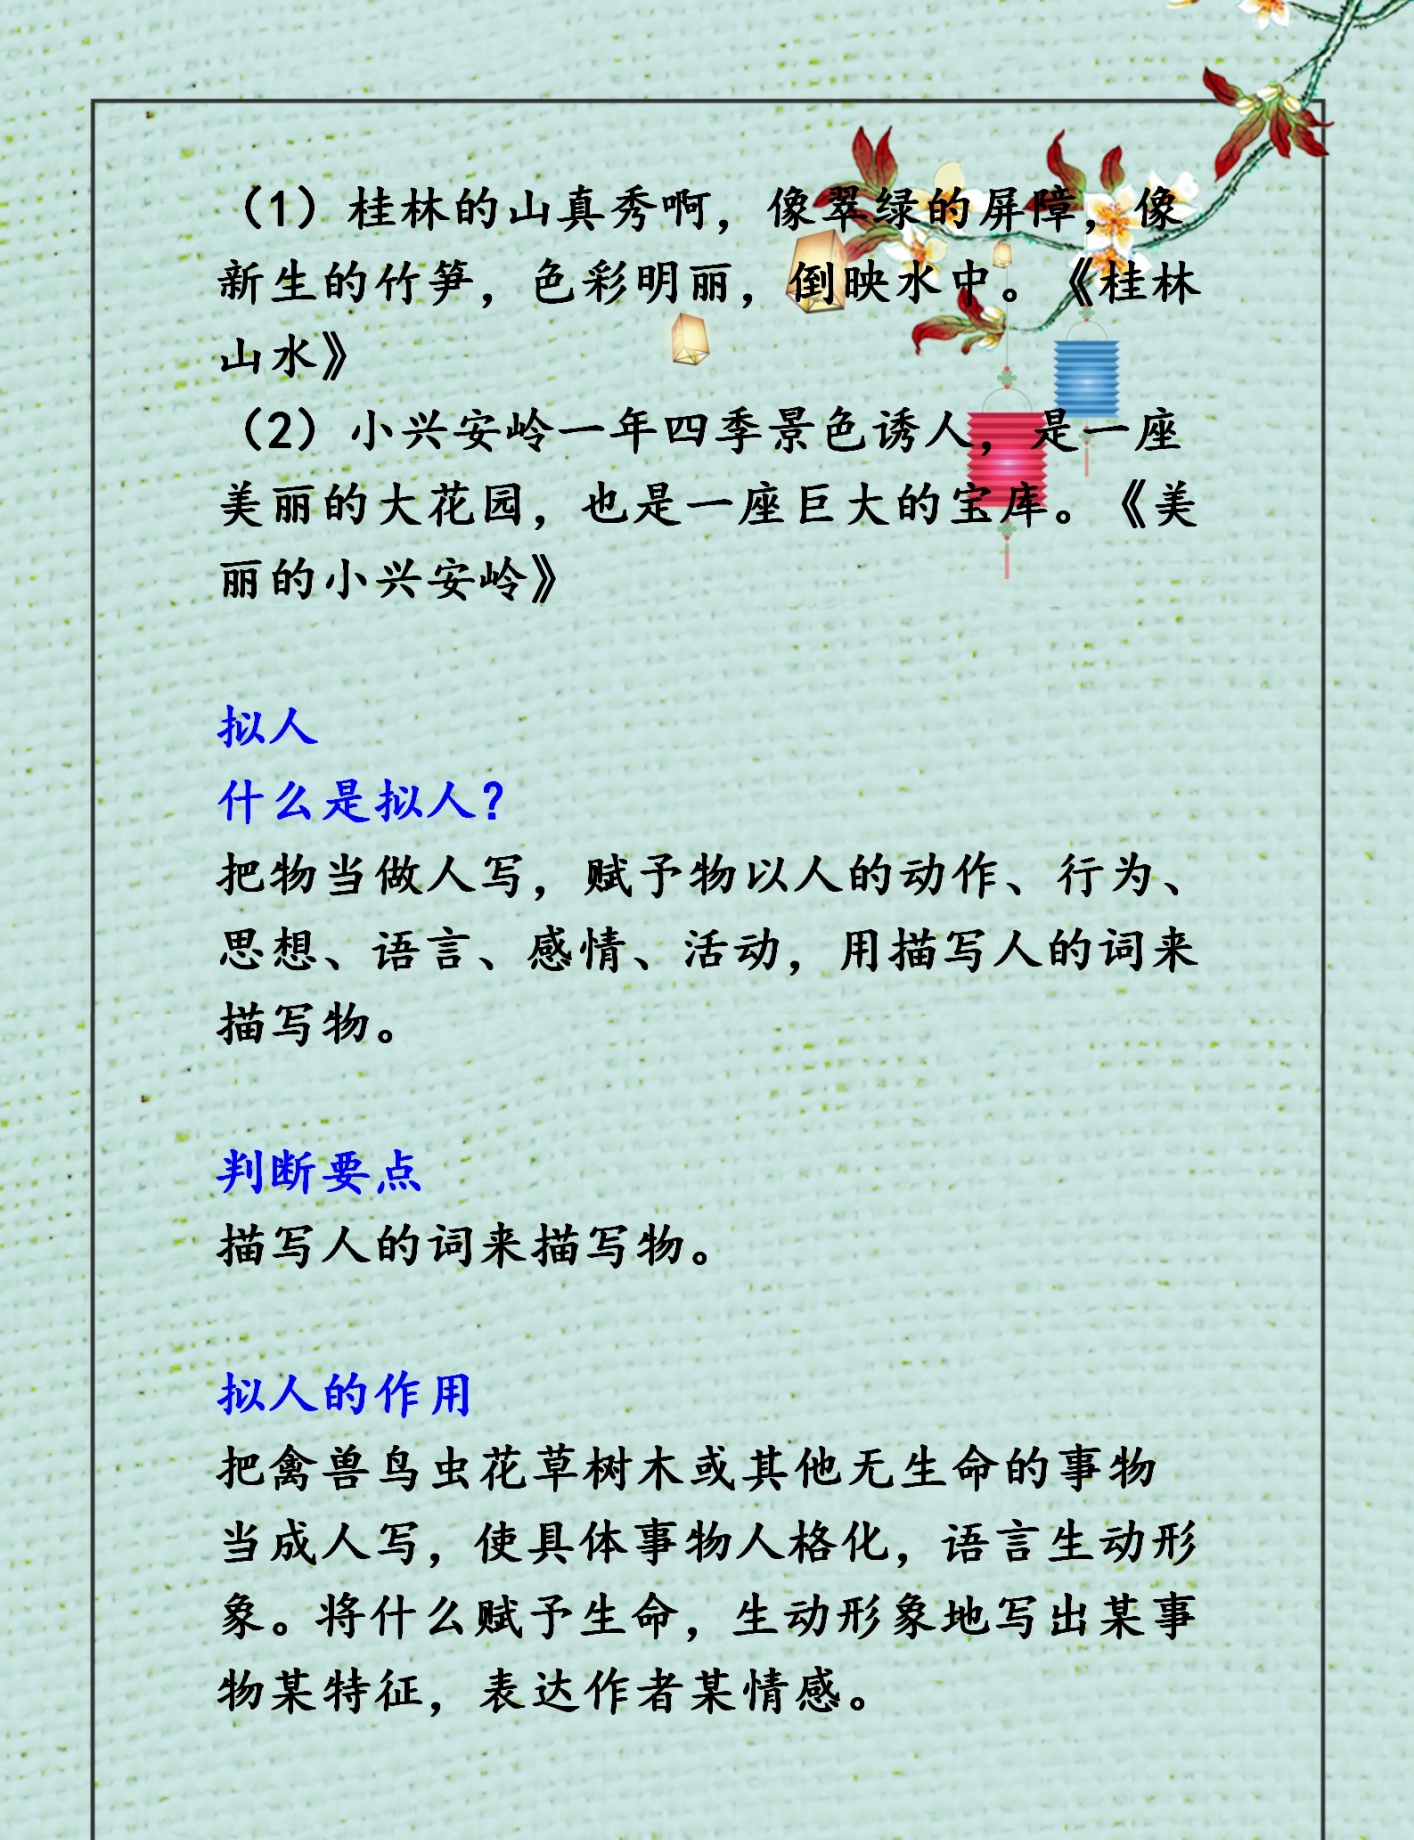 （1）桂林的山真秀啊，像翠绿的屏障，像
新生的竹笋，色彩明丽，倒映水中。《桂林
山水》
（2）小兴安岭一年四季景色诱人，是一座
美丽的大花园，也是一座巨大的宝库。《美
丽的小兴安岭》
拟人
什么是拟人？
把物当做人写，赋予物以人的动作、行为、
思想、语言、感情、活动，用描写人的词来
描写物。
判断要点
描写人的词来描写物。
拟人的作用
把禽兽鸟虫花草树木或其他无生命的事物
当成人写，使具体事物人格化，语言生动形
象。将什么赋予生命，生动形象地写出某事
物某特征，表达作者某情感。